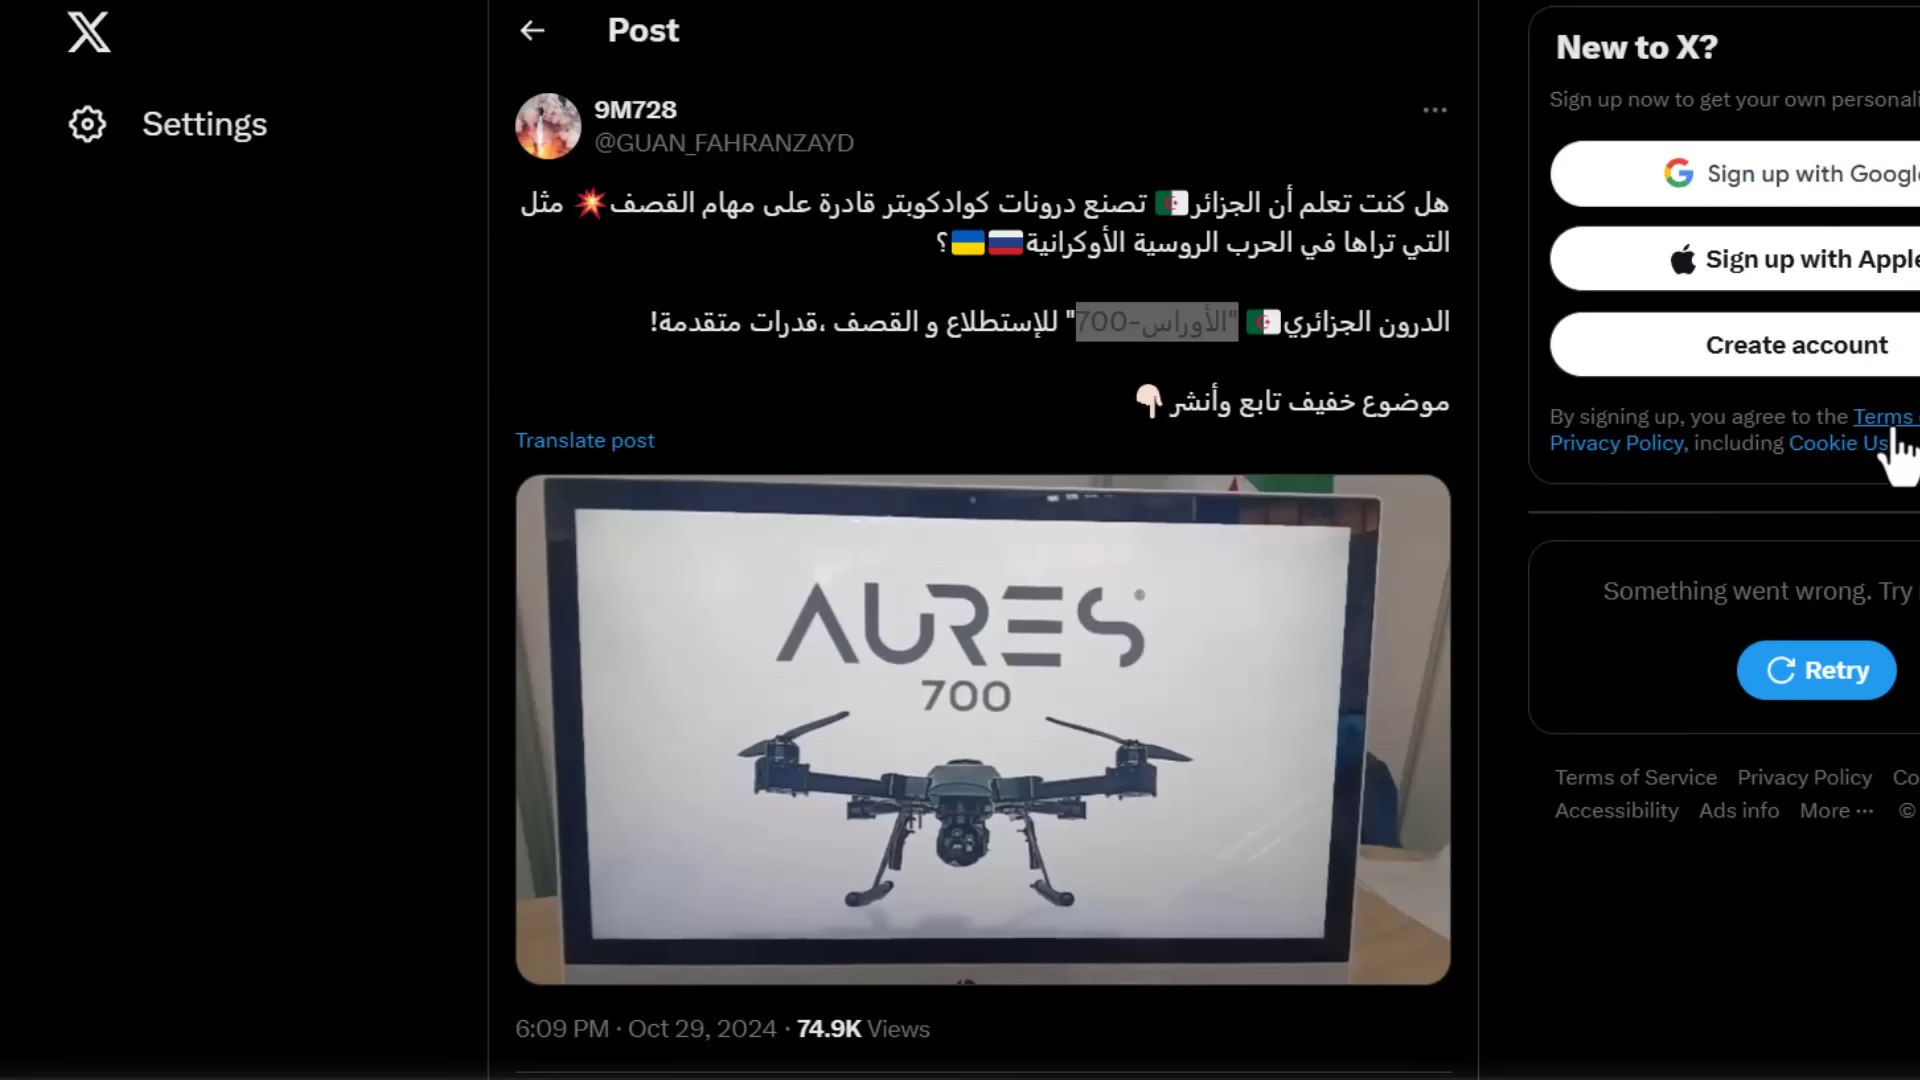 Post
Settings
9M728
@GUAN_FAHRANZAYD
هل كنت تعلم أن الجزائر🇩🇿 تصنع درونات كوادكوبتر قادرة على مهام القصف💥 مثل
التي تراها في الحرب الروسية الأوكرانية🇷🇺🇺🇦؟
الدرون الجزائري🇩🇿 "الأوراس-700" للإستطلاع و القصف ،قدرات متقدمة!
موضوع خفيف تابع وأنشر👇🏻
Translate post
AURES®
700
6:09 PM · Oct 29, 2024 · 74.9K Views
New to X?
Sign up now to get your own
Sign up with
Sign up with Apple
Create account
By signing up, you agree to the Terms
Privacy Policy, including Cookie
Something went wrong. Try
Retry
Terms of Service Privacy Policy
Accessibility Ads info More ··· ©